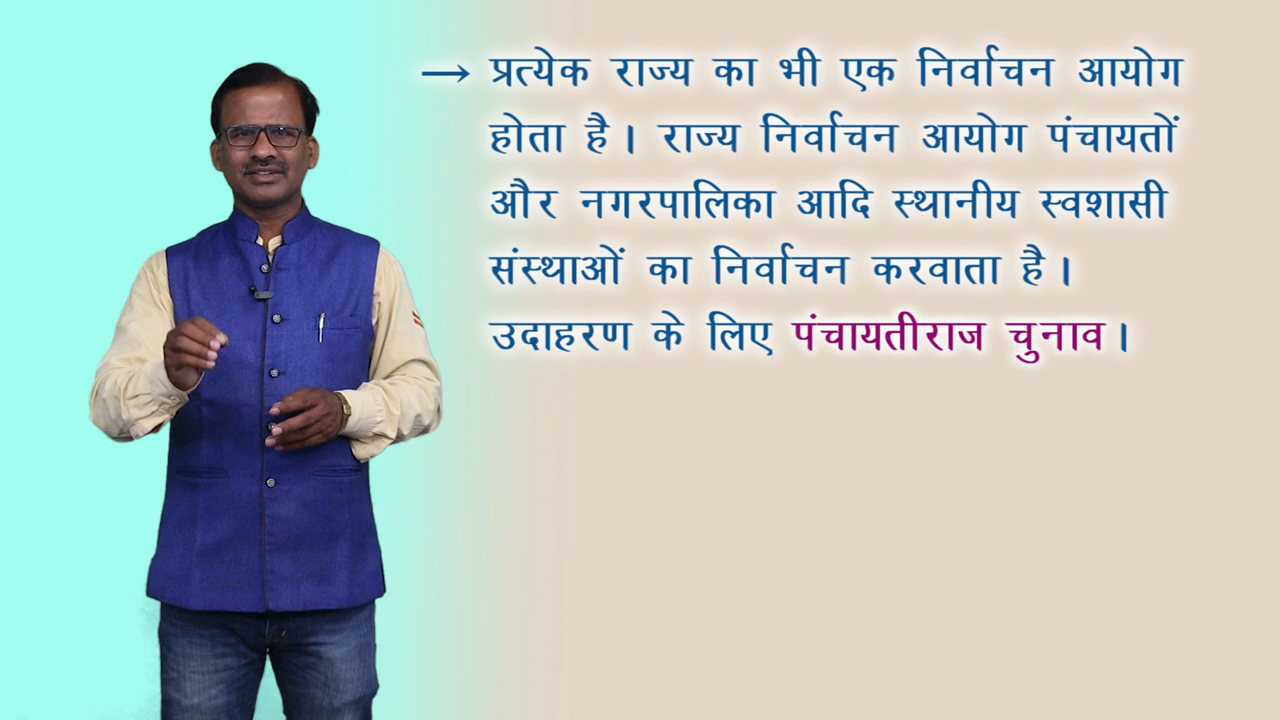 → प्रत्येक राज्य का भी एक निर्वाचन आयोग
होता है। राज्य निर्वाचन आयोग पंचायतों
और नगरपालिका आदि स्थानीय स्वशासी
संस्थाओं का निर्वाचन करवाता है।
उदाहरण के लिए पंचायतीराज चुनाव।